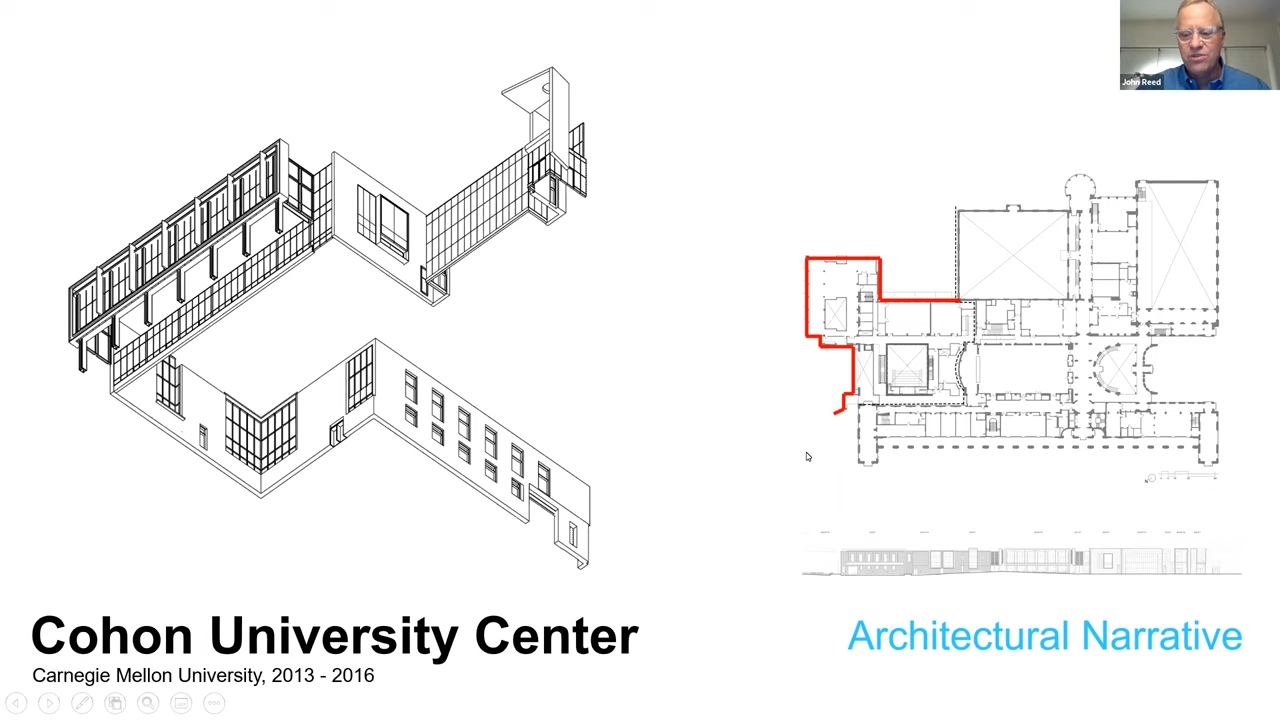 John Reed
Cohon University Center
Carnegie Mellon University, 2013 - 2016
Architectural Narrative
N